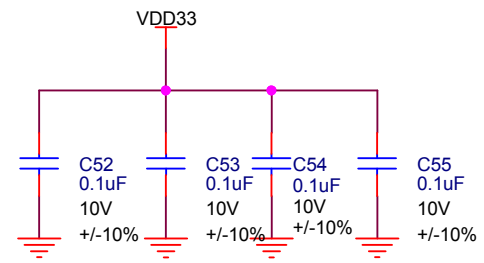 VDD33
C52
0.1uF
10V
+/-10%
C53
0.1uF
10V
+/-10%
C54
0.1uF
10V
+/-10%
C55
0.1uF
10V
+/-10%